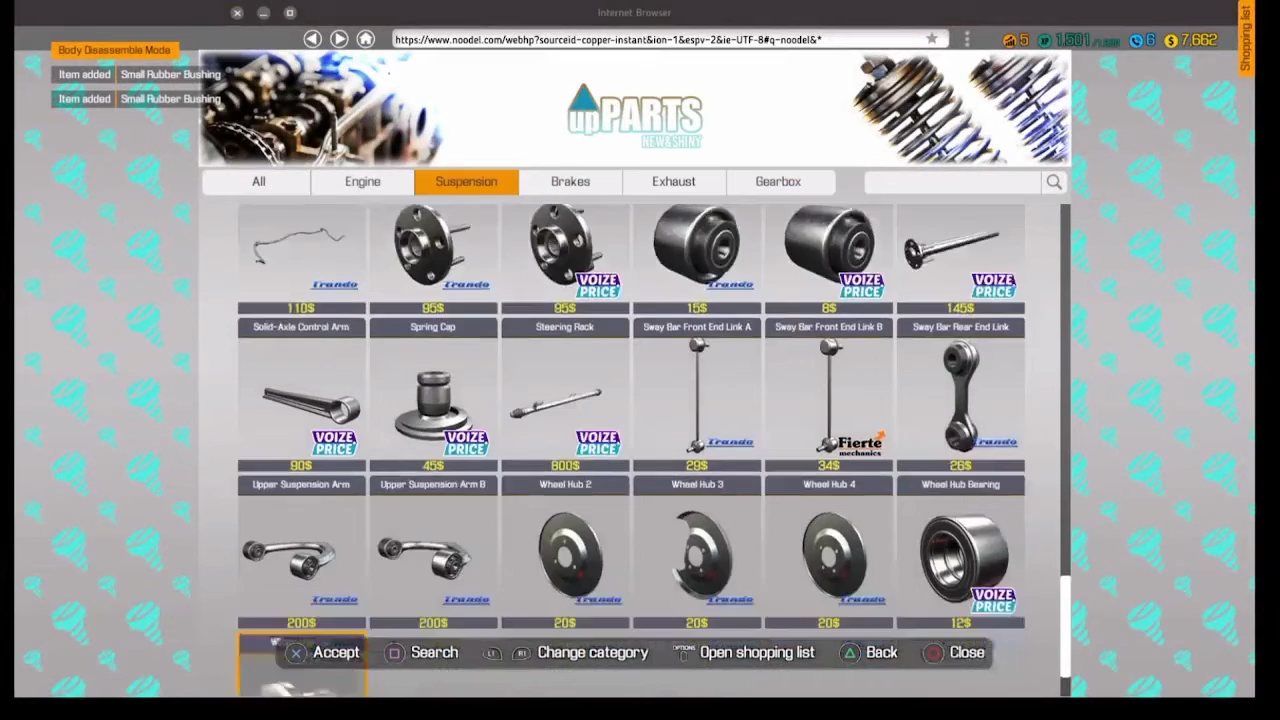 Internet Browser
Shopping list
https://www.noodel.com/webhp?sourceid-copper-instant&ion-1&espv-2&ie-UTF-8#q-noodel&*
5
6
7,662
Body Disassemble Mode
Item added Small Rubber Bushing
Item added Small Rubber Bushing
upPARTS
NEW&SHINY
All Engine Suspension Brakes Exhaust Gearbox
Trando Trando VOIZE PRICE Trando VOIZE PRICE VOIZE PRICE
110$ 95$ 95$ 15$ 8$ 145$
Solid-Axle Control Arm Spring Cap Steering Rack Sway Bar Front End Link A Sway Bar Front End Link B Sway Bar Rear End Link
VOIZE PRICE VOIZE PRICE VOIZE PRICE Trando Fierte mechanics Trando
90$ 45$ 800$ 29$ 34$ 26$
Upper Suspension Arm Upper Suspension Arm B Wheel Hub 2 Wheel Hub 3 Wheel Hub 4 Wheel Hub Bearing
Trando Trando Trando Trando Trando VOIZE PRICE
200$ 200$ 20$ 20$ 20$ 12$
Accept Search L1 R1 Change category OPTIONS Open shopping list Back Close